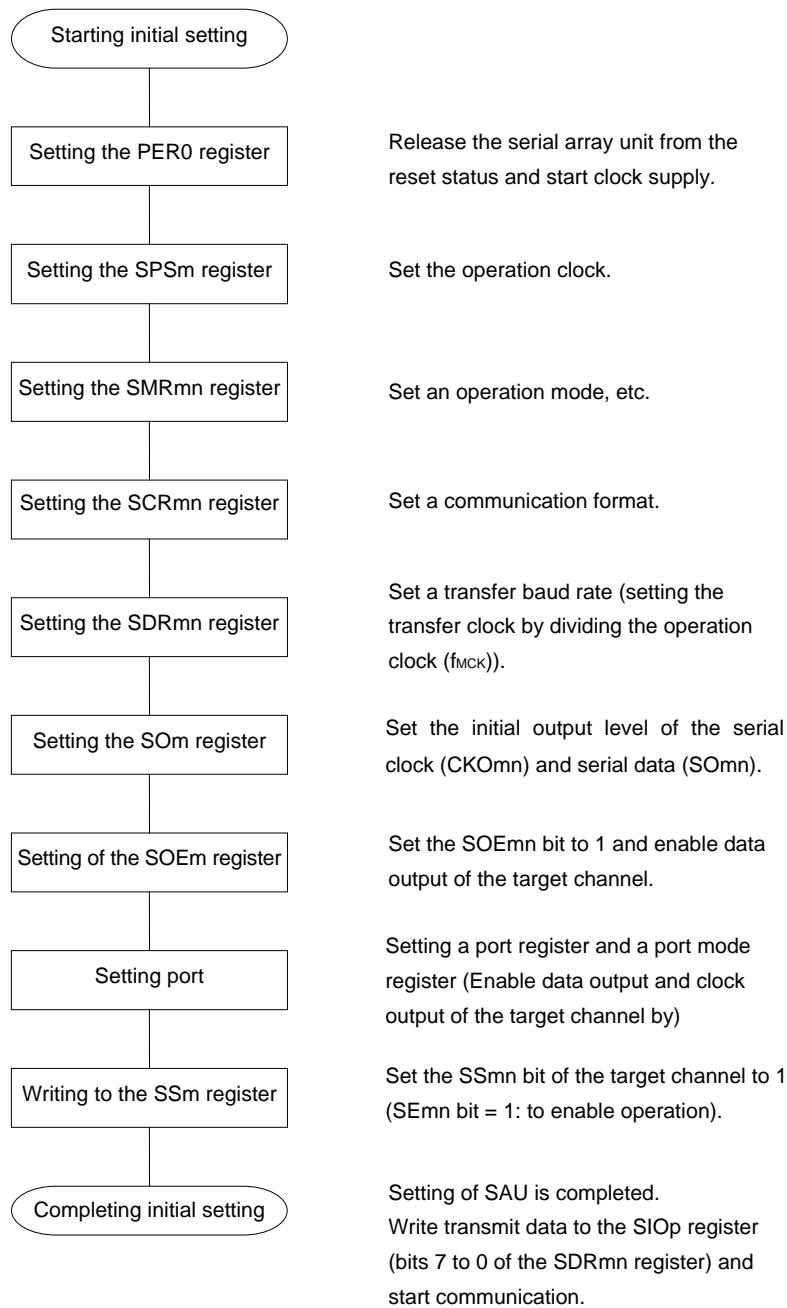 Starting initial setting
Setting the PER0 register
Release the serial array unit from the
reset status and start clock supply.
Setting the SPSm register
Set the operation clock.
Setting the SMRmn register
Set an operation mode, etc.
Setting the SCRmn register
Set a communication format.
Setting the SDRmn register
Set a transfer baud rate (setting the
transfer clock by dividing the operation
clock (fMCK)).
Setting the SOm register
Set the initial output level of the serial
clock (CKOmn) and serial data (SOmn).
Setting of the SOEm register
Set the SOEmn bit to 1 and enable data
output of the target channel.
Setting port
Setting a port register and a port mode
register (Enable data output and clock
output of the target channel by)
Writing to the SSm register
Set the SSmn bit of the target channel to 1
(SEmn bit = 1: to enable operation).
Completing initial setting
Setting of SAU is completed.
Write transmit data to the SIOp register
(bits 7 to 0 of the SDRmn register) and
start communication.